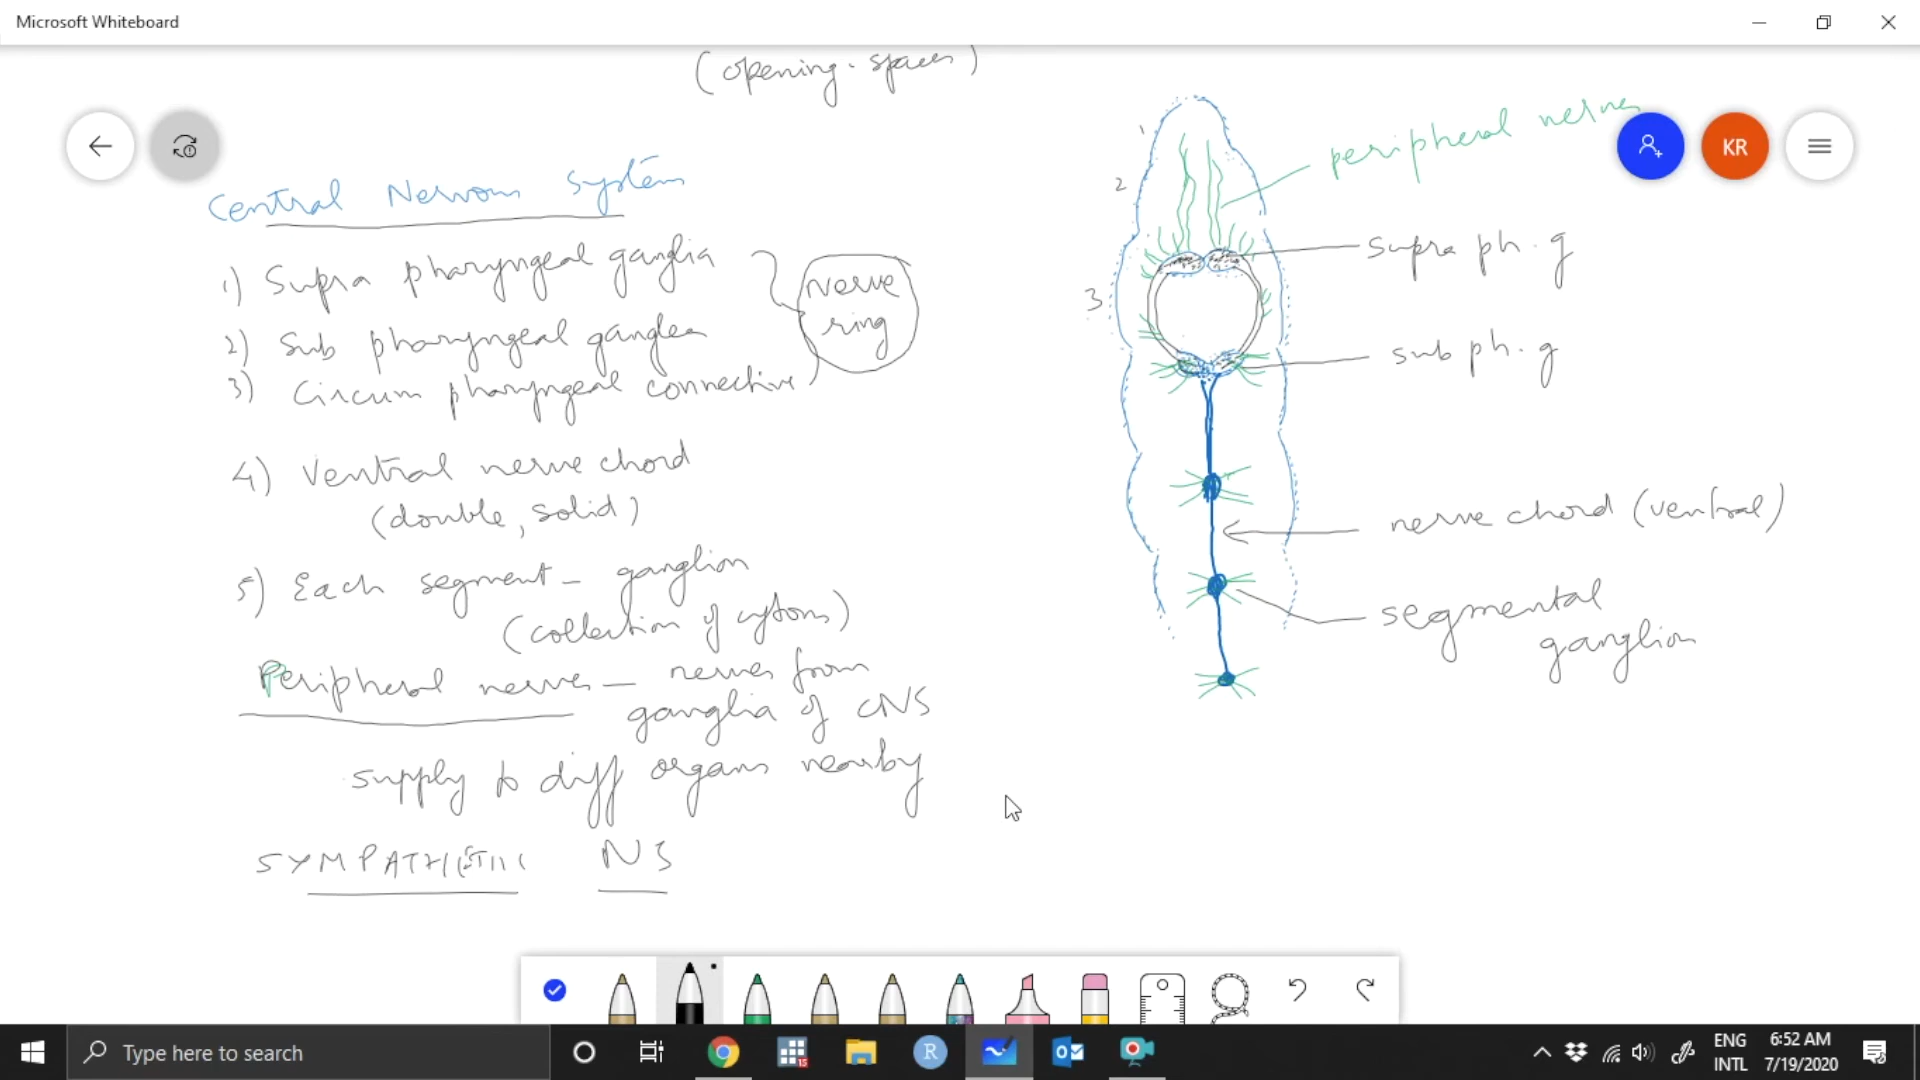 Microsoft Whiteboard
(opening. spaces)
KR
Central Nervous System
1) Supra pharyngeal ganglia
2) Sub pharyngeal ganglea
3) Circum pharyngeal connective
nerve
ring
4) Ventral nerve chord
(double, solid)
5) Each segment - ganglion
(collection of cytons)
Peripheral nerves - nerves from
ganglia of CNS
supply to diff organs nearby
SYMPATHETIC NS
1
2
3
peripheral nerves
supra ph. g
sub ph. g
nerve chord (ventral)
segmental
ganglion
Type here to search
15
R
ENG
INTL
6:52 AM
7/19/2020